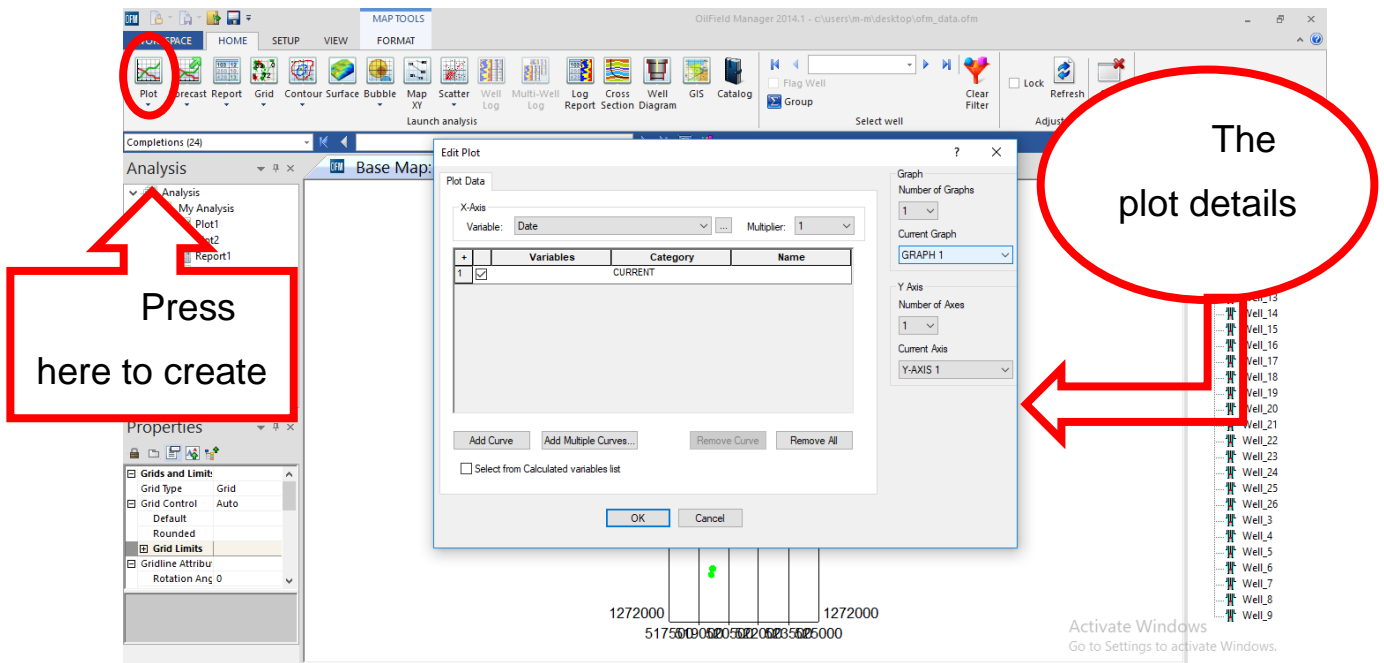 OFM
MAP TOOLS
OilField Manager 2014.1 - c:\users\m-m\desktop\ofm_data.ofm
HOME SETUP VIEW FORMAT
Plot Forecast Report Grid Contour Surface Bubble Map XY Scatter Well Log Multi-Well Log Log Report Cross Section Well Diagram GIS Catalog
Launch analysis
Flag Well
Group
Clear Filter
Select well
Lock
Refresh
Completions (24)
Analysis
OFM Base Map:
Analysis
My Analysis
Plot1
Report1
Press
here to create
The
plot details
Edit Plot
? ×
Plot Data
X-Axis
Variable: Date ... Multiplier: 1
+ Variables Category Name
1 CURRENT
Add Curve Add Multiple Curves... Remove Curve Remove All
Select from Calculated variables list
OK Cancel
Graph
Number of Graphs
1
Current Graph
GRAPH 1
Y Axis
Number of Axes
1
Current Axis
Y-AXIS 1
Well_13
Well_14
Well_15
Well_16
Well_17
Well_18
Well_19
Well_20
Well_21
Well_22
Well_23
Well_24
Well_25
Well_26
Well_3
Well_4
Well_5
Well_6
Well_7
Well_8
Well_9
Properties
Grids and Limit
Grid Type Grid
Grid Control Auto
Default
Rounded
Grid Limits
Gridline Attribu
Rotation Ang 0
1272000 1272000
Activate Windows
Go to Settings to activate Windows.